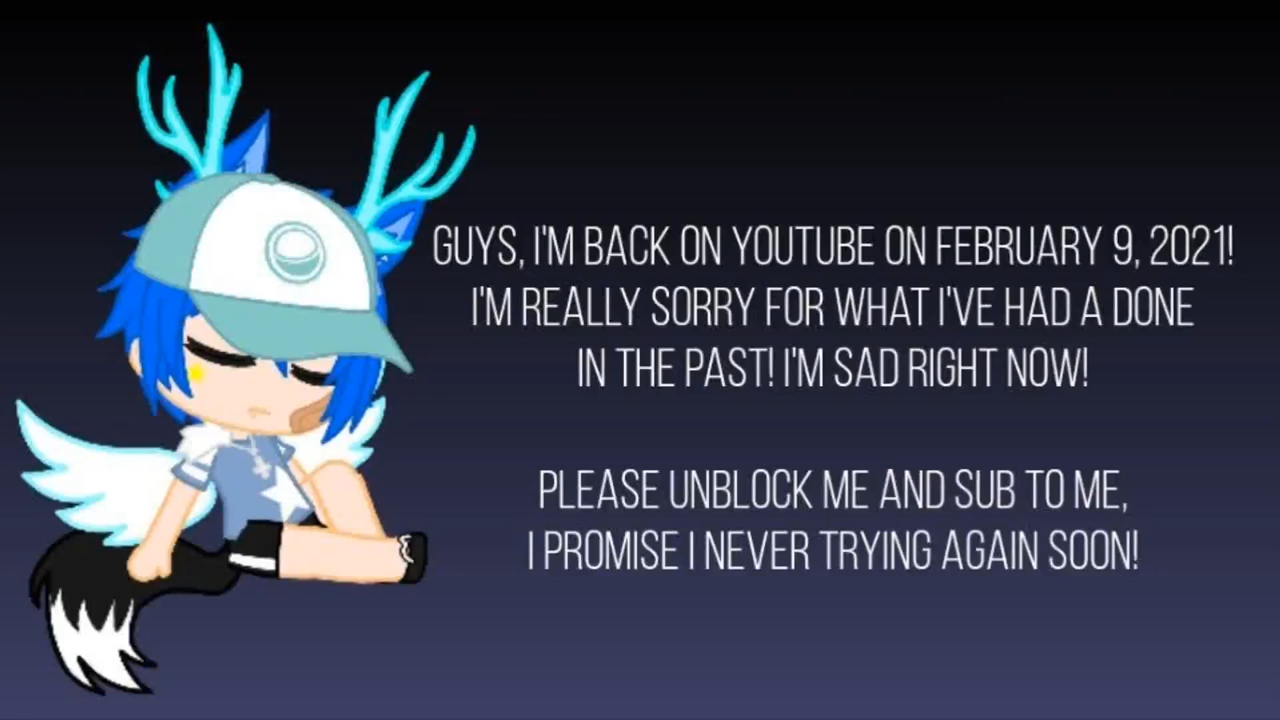 GUYS, I'M BACK ON YOUTUBE ON FEBRUARY 9, 2021!
I'M REALLY SORRY FOR WHAT I'VE HAD A DONE
IN THE PAST! I'M SAD RIGHT NOW!
PLEASE UNBLOCK ME AND SUB TO ME,
I PROMISE I NEVER TRYING AGAIN SOON!